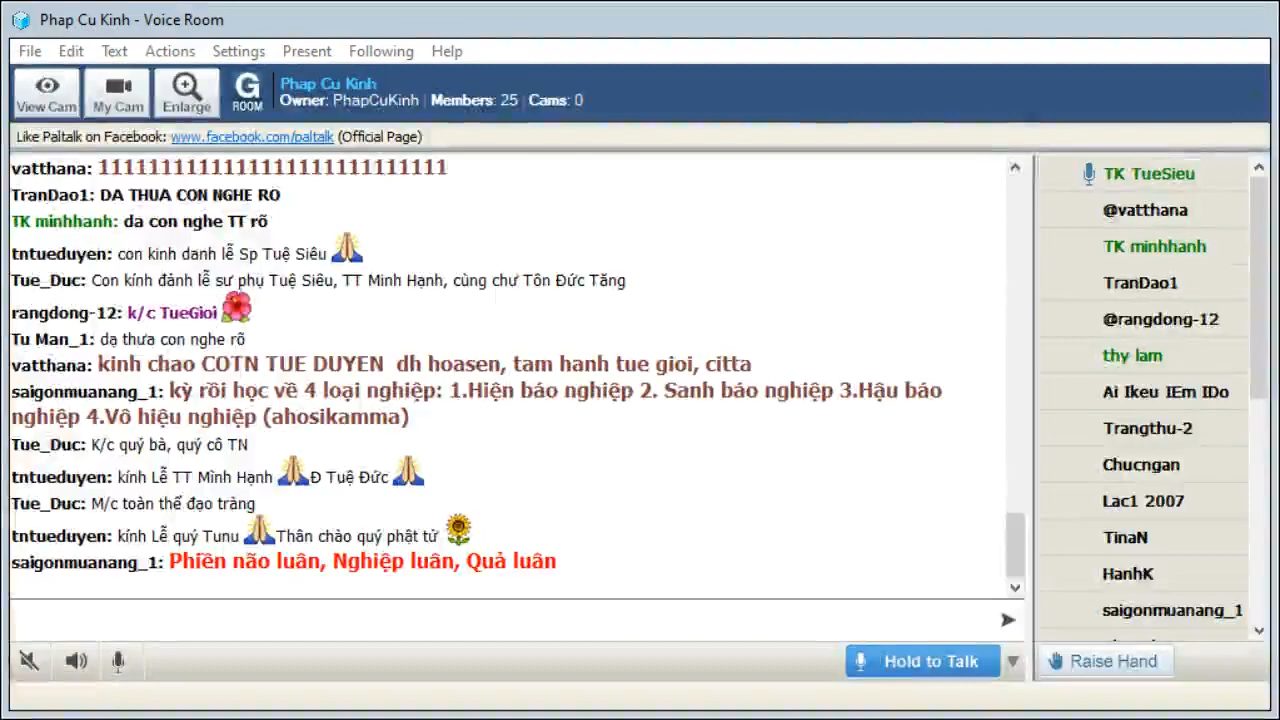 Phap Cu Kinh - Voice Room
File Edit Text Actions Settings Present Following Help
View Cam My Cam Enlarge G ROOM
Phap Cu Kinh
Owner: PhapCuKinh | Members: 25 | Cams: 0
Like Paltalk on Facebook: www.facebook.com/paltalk (Official Page)
vatthana: 1111111111111111111111111111
TranDao1: DA THUA CON NGHE RO
TK minhhanh: da con nghe TT rõ
tntueduyen: con kinh danh lễ Sp Tuệ Siêu
Tue_Duc: Con kính đảnh lễ sư phụ Tuệ Siêu, TT Minh Hạnh, cùng chư Tôn Đức Tăng
rangdong-12: k/c TueGioi
Tu Man_1: dạ thưa con nghe rõ
vatthana: kinh chao COTN TUE DUYEN dh hoasen, tam hanh tue gioi, citta
saigonmuanang_1: kỳ rồi học về 4 loại nghiệp: 1.Hiện báo nghiệp 2. Sanh báo nghiệp 3.Hậu báo
nghiệp 4.Vô hiệu nghiệp (ahosikamma)
Tue_Duc: K/c quý bà, quý cô TN
tntueduyen: kính Lễ TT Mình Hạnh Đ Tuệ Đức
Tue_Duc: M/c toàn thể đạo tràng
tntueduyen: kính Lễ quý Tunu Thân chào quý phật tử
saigonmuanang_1: Phiền não luân, Nghiệp luân, Quả luân
TK TueSieu
@vatthana
TK minhhanh
TranDao1
@rangdong-12
thy lam
Ai Ikeu IEm IDo
Trangthu-2
Chucngan
Lac1 2007
TinaN
HanhK
saigonmuanang_1
Hold to Talk
Raise Hand